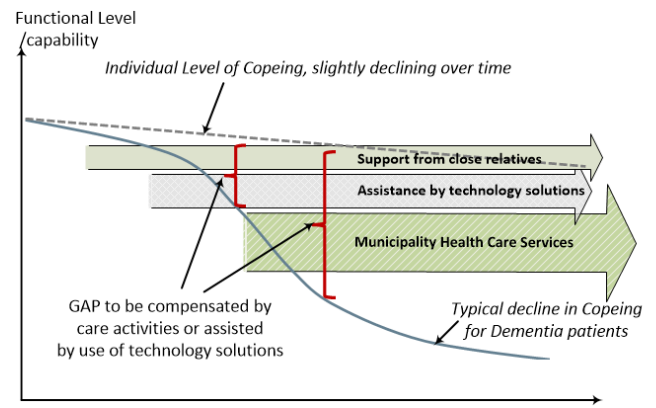 Functional Level
/capability
Individual Level of Copeing, slightly declining over time
Support from close relatives
Assistance by technology solutions
Municipality Health Care Services
GAP to be compensated by
care activities or assisted
by use of technology solutions
Typical decline in Copeing
for Dementia patients